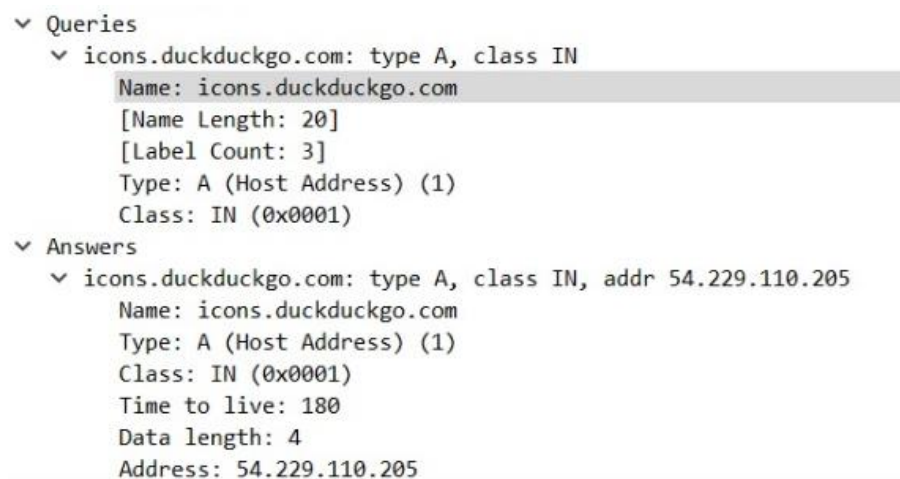 Queries
icons.duckduckgo.com: type A, class IN
Name: icons.duckduckgo.com
[Name Length: 20]
[Label Count: 3]
Type: A (Host Address) (1)
Class: IN (0x0001)
Answers
icons.duckduckgo.com: type A, class IN, addr 54.229.110.205
Name: icons.duckduckgo.com
Type: A (Host Address) (1)
Class: IN (0x0001)
Time to live: 180
Data length: 4
Address: 54.229.110.205